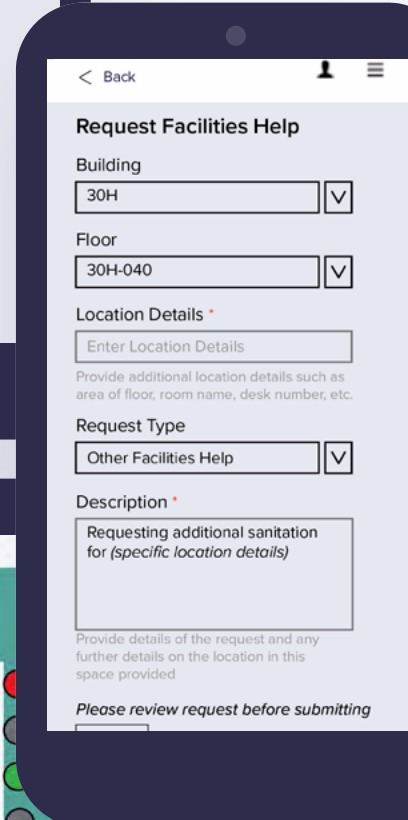 < Back
Request Facilities Help
Building
30H
Floor
30H-040
Location Details *
Enter Location Details
Provide additional location details such as
area of floor, room name, desk number, etc.
Request Type
Other Facilities Help
Description *
Requesting additional sanitation
for (specific location details)
Provide details of the request and any
further details on the location in this
space provided
Please review request before submitting